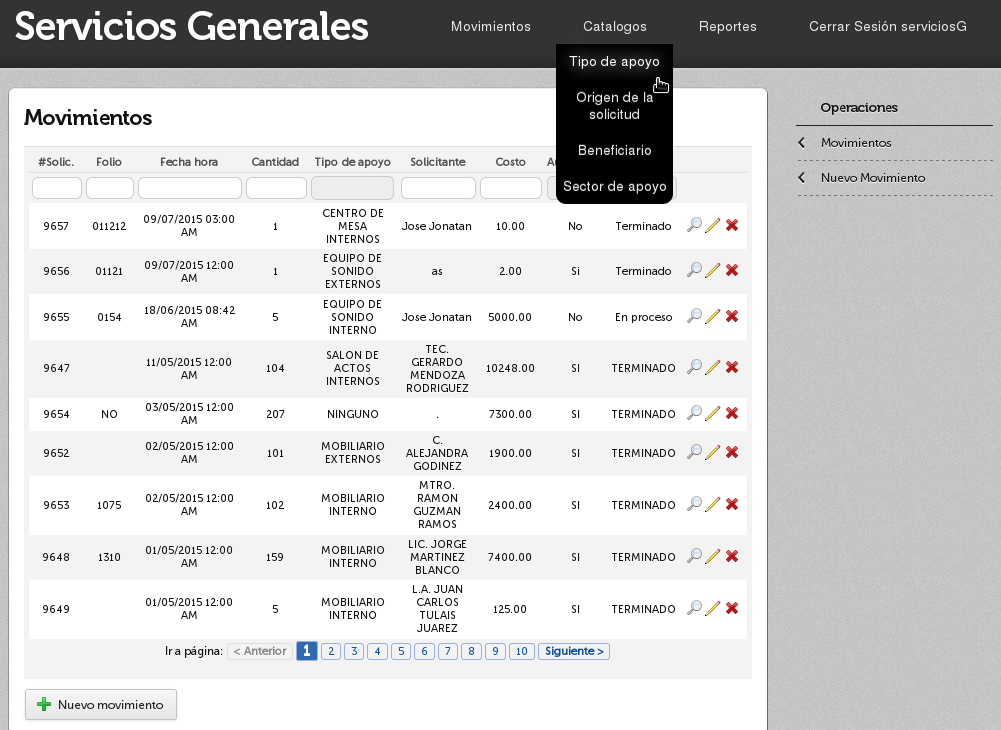 Servicios Generales
Movimientos Catalogos Reportes Cerrar Sesión serviciosG
Tipo de apoyo
Origen de la
solicitud
Beneficiario
Sector de apoyo
Operaciones
Movimientos
Nuevo Movimiento
Movimientos
#Solic. Folio Fecha hora Cantidad Tipo de apoyo Solicitante Costo
9657 011212 09/07/2015 03:00 AM 1 CENTRO DE MESA INTERNOS Jose Jonatan 10.00 No Terminado
9656 01121 09/07/2015 12:00 AM 1 EQUIPO DE SONIDO EXTERNOS as 2.00 Si Terminado
9655 0154 18/06/2015 08:42 AM 5 EQUIPO DE SONIDO INTERNO Jose Jonatan 5000.00 No En proceso
9647 11/05/2015 12:00 AM 104 SALON DE ACTOS INTERNOS TEC. GERARDO MENDOZA RODRIGUEZ 10248.00 SI TERMINADO
9654 NO 03/05/2015 12:00 AM 207 NINGUNO . 7300.00 SI TERMINADO
9652 02/05/2015 12:00 AM 101 MOBILIARIO EXTERNOS C. ALEJANDRA GODINEZ 1900.00 SI TERMINADO
9653 1075 02/05/2015 12:00 AM 102 MOBILIARIO INTERNO MTRO. RAMON GUZMAN RAMOS 2400.00 SI TERMINADO
9648 1310 01/05/2015 12:00 AM 159 MOBILIARIO INTERNO LIC. JORGE MARTINEZ BLANCO 7400.00 SI TERMINADO
9649 01/05/2015 12:00 AM 5 MOBILIARIO INTERNO L.A. JUAN CARLOS TULAIS JUAREZ 125.00 SI TERMINADO
Ir a página: < Anterior 1 2 3 4 5 6 7 8 9 10 Siguiente >
Nuevo movimiento